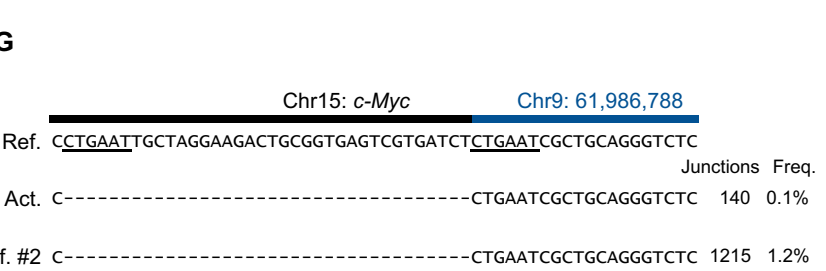 G
Chr15: c-Myc Chr9: 61,986,788
Ref. CCTGAATTGCTAGGAAGACTGCGGTGAGTCGTGATCTCTGAATCGCTGCAGGGTCTC
Junctions Freq.
Act. C-----------------------------------CTGAATCGCTGCAGGGTCTC 140 0.1%
f. #2 C-----------------------------------CTGAATCGCTGCAGGGTCTC 1215 1.2%